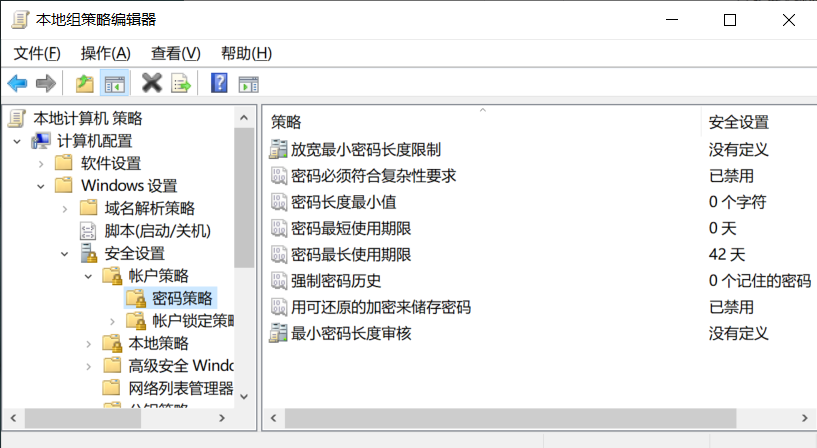 本地组策略编辑器
文件(F) 操作(A) 查看(V) 帮助(H)
本地计算机 策略
计算机配置
软件设置
Windows 设置
域名解析策略
脚本(启动/关机)
安全设置
帐户策略
密码策略
帐户锁定策略
本地策略
高级安全 Windo
网络列表管理器
策略 安全设置
放宽最小密码长度限制 没有定义
密码必须符合复杂性要求 已禁用
密码长度最小值 0 个字符
密码最短使用期限 0 天
密码最长使用期限 42 天
强制密码历史 0 个记住的密码
用可还原的加密来储存密码 已禁用
最小密码长度审核 没有定义